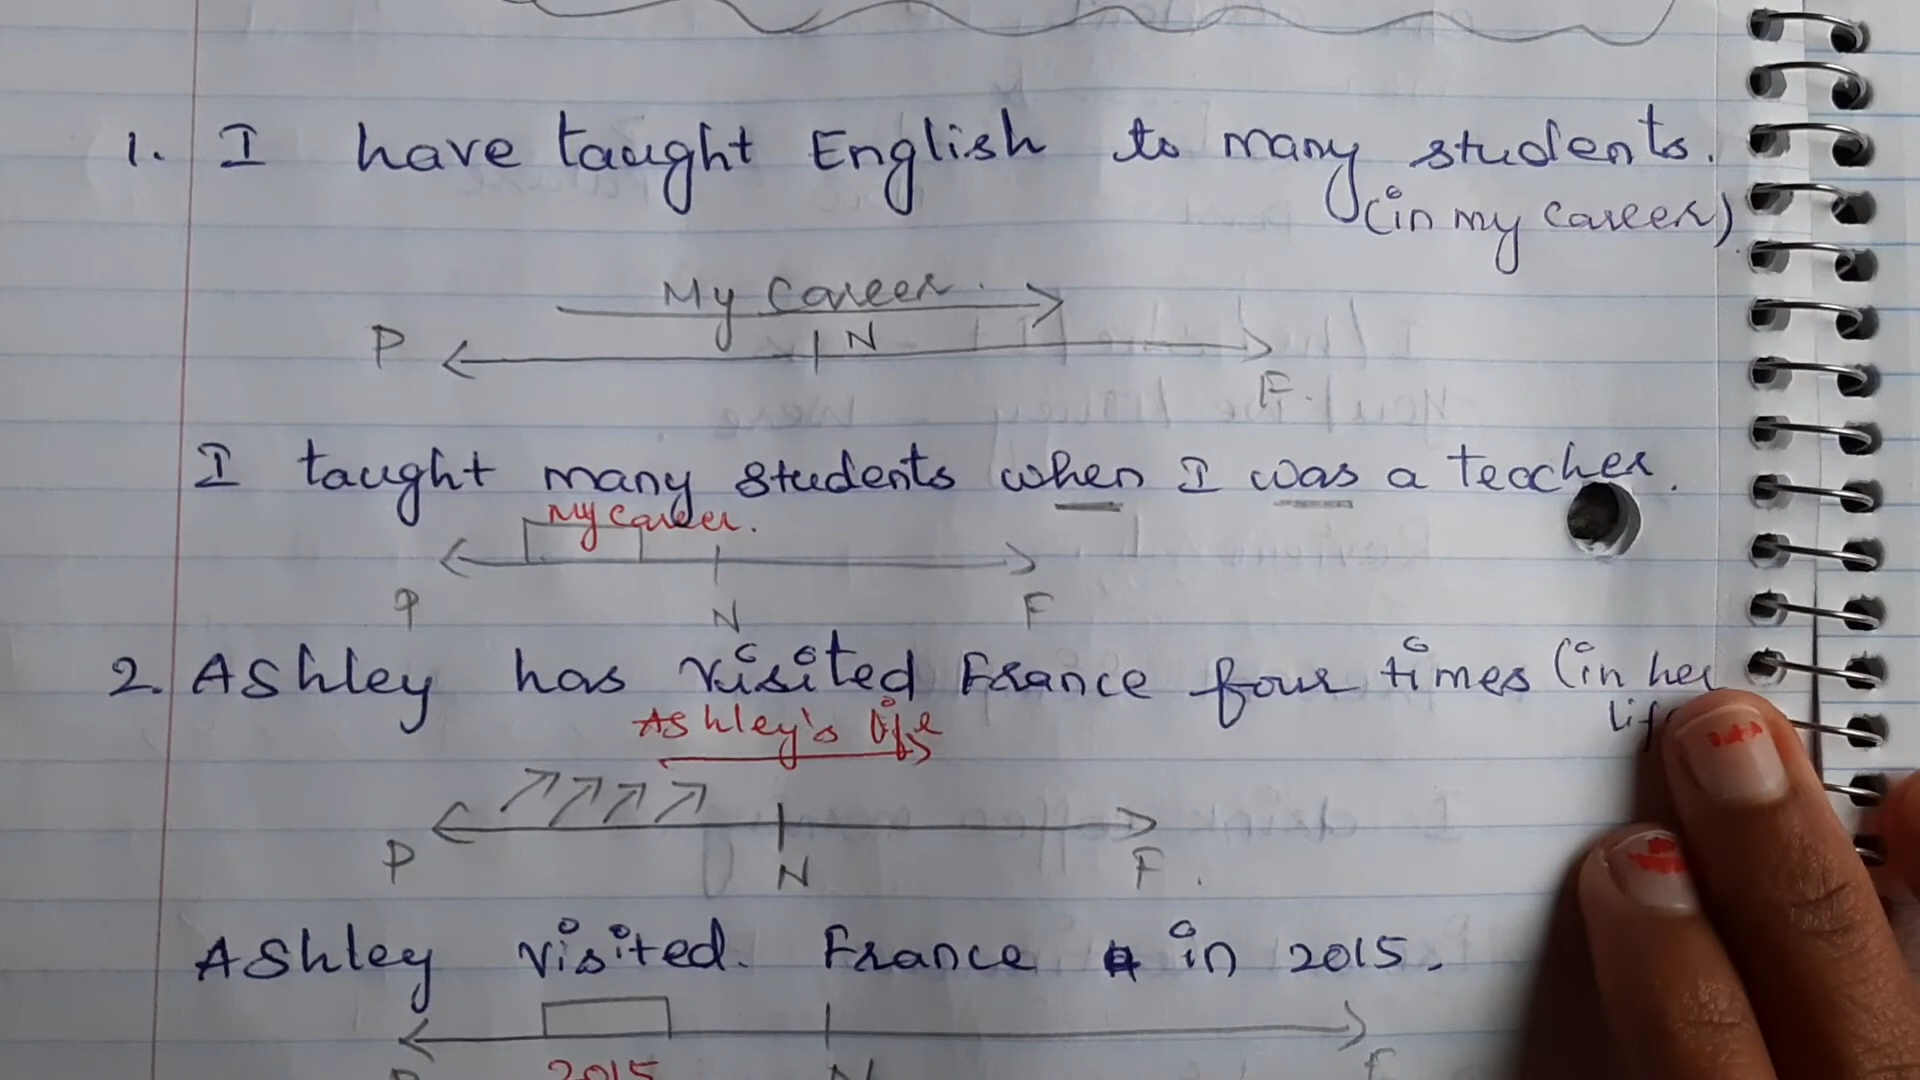 1. I have taught English to many students.
(in my career).
My Career.
P N
F.
I taught many students when I was a teacher.
My career.
P N F
2. Ashley has visited France four times (in her
Ashley's life
P N F.
Ashley visited. France in 2015.
2015